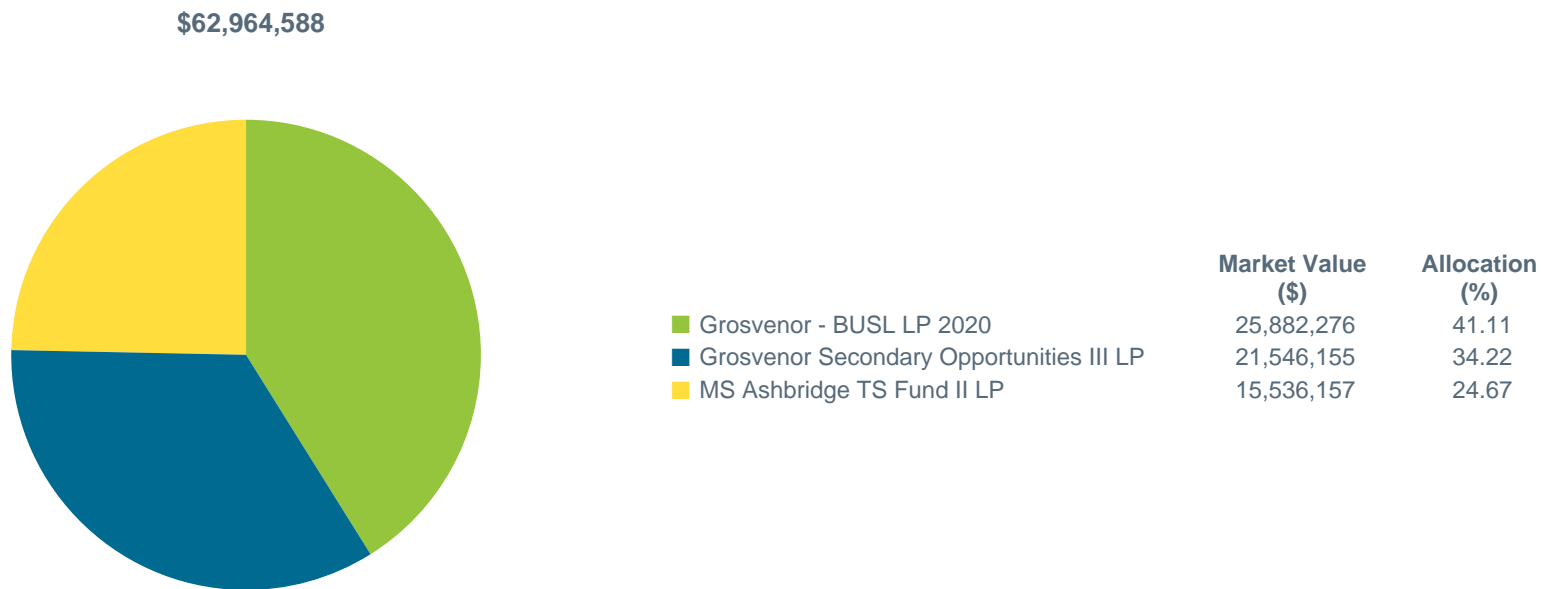 $62,964,588
Market Value Allocation
($) (%)
Grosvenor - BUSL LP 2020 25,882,276 41.11
Grosvenor Secondary Opportunities III LP 21,546,155 34.22
MS Ashbridge TS Fund II LP 15,536,157 24.67